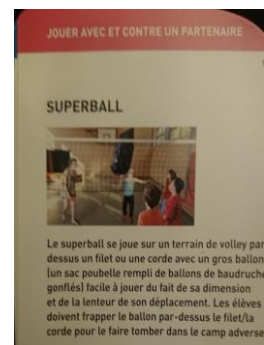 JOUER AVEC ET CONTRE UN PARTENAIRE
SUPERBALL
Le superball se joue sur un terrain de volley par
dessus un filet ou une corde avec un gros ballon
(un sac poubelle rempli de ballons de baudruche
gonflés) facile à jouer du fait de sa dimension
et de la lenteur de son déplacement. Les élèves
doivent frapper le ballon par-dessus le filet/la
corde pour le faire tomber dans le camp adverse